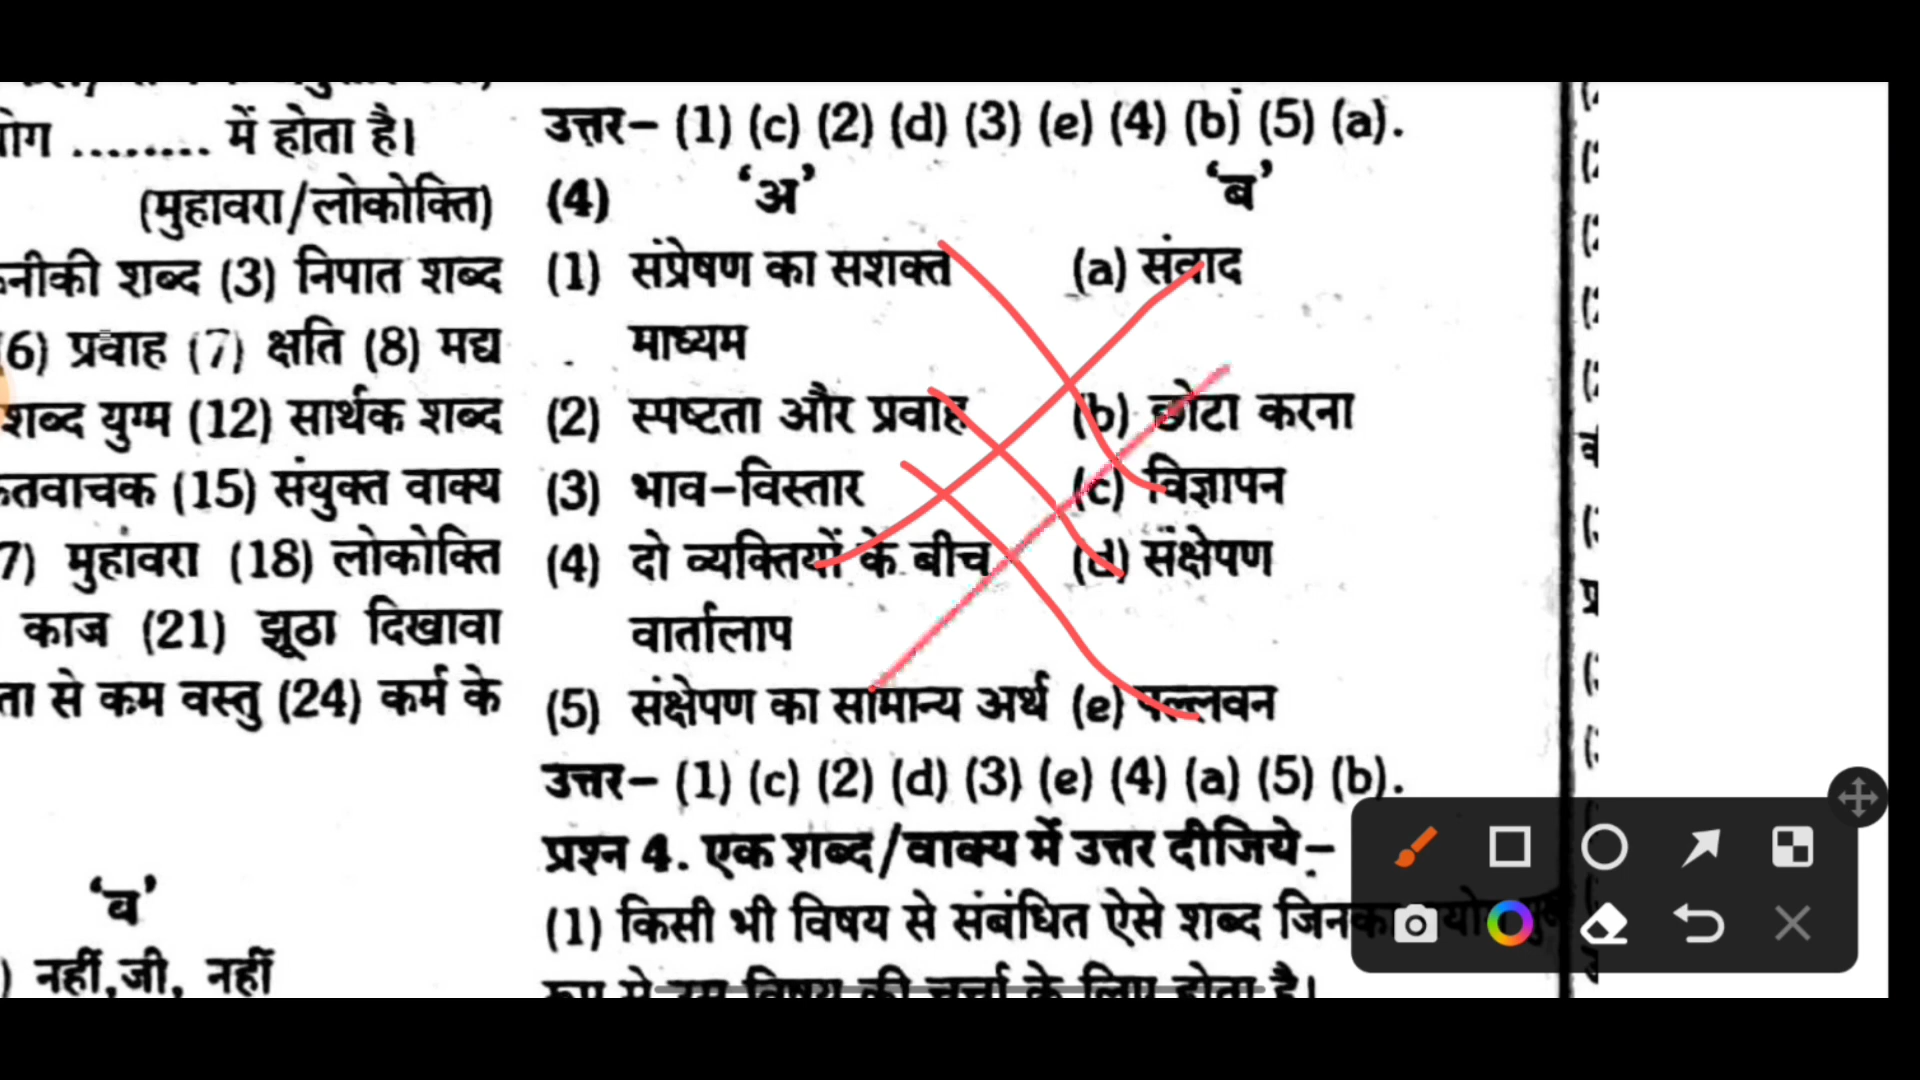 ोग ........ में होता है।
(मुहावरा/लोकोक्ति)
नीकी शब्द (3) निपात शब्द
6) प्रवाह (7) क्षति (8) मद्य
शब्द युग्म (12) सार्थक शब्द
तवाचक (15) संयुक्त वाक्य
7) मुहावरा (18) लोकोक्ति
काज (21) झूठा दिखावा
ता से कम वस्तु (24) कर्म के
‘ब’
) नहीं, जी, नहीं
उत्तर– (1) (c) (2) (d) (3) (e) (4) (b) (5) (a).
(4) ‘अ’ ‘ब’
(1) संप्रेषण का सशक्त (a) संवाद
माध्यम
(2) स्पष्टता और प्रवाह (b) छोटा करना
(3) भाव–विस्तार (c) विज्ञापन
(4) दो व्यक्तियों के बीच (d) संक्षेपण
वार्तालाप
(5) संक्षेपण का सामान्य अर्थ (e) पल्लवन
उत्तर– (1) (c) (2) (d) (3) (e) (4) (a) (5) (b).
प्रश्न 4. एक शब्द/वाक्य में उत्तर दीजिये–
(1) किसी भी विषय से संबंधित ऐसे शब्द जिनका
रूप से उस विषय की चर्चा के लिए होता है।